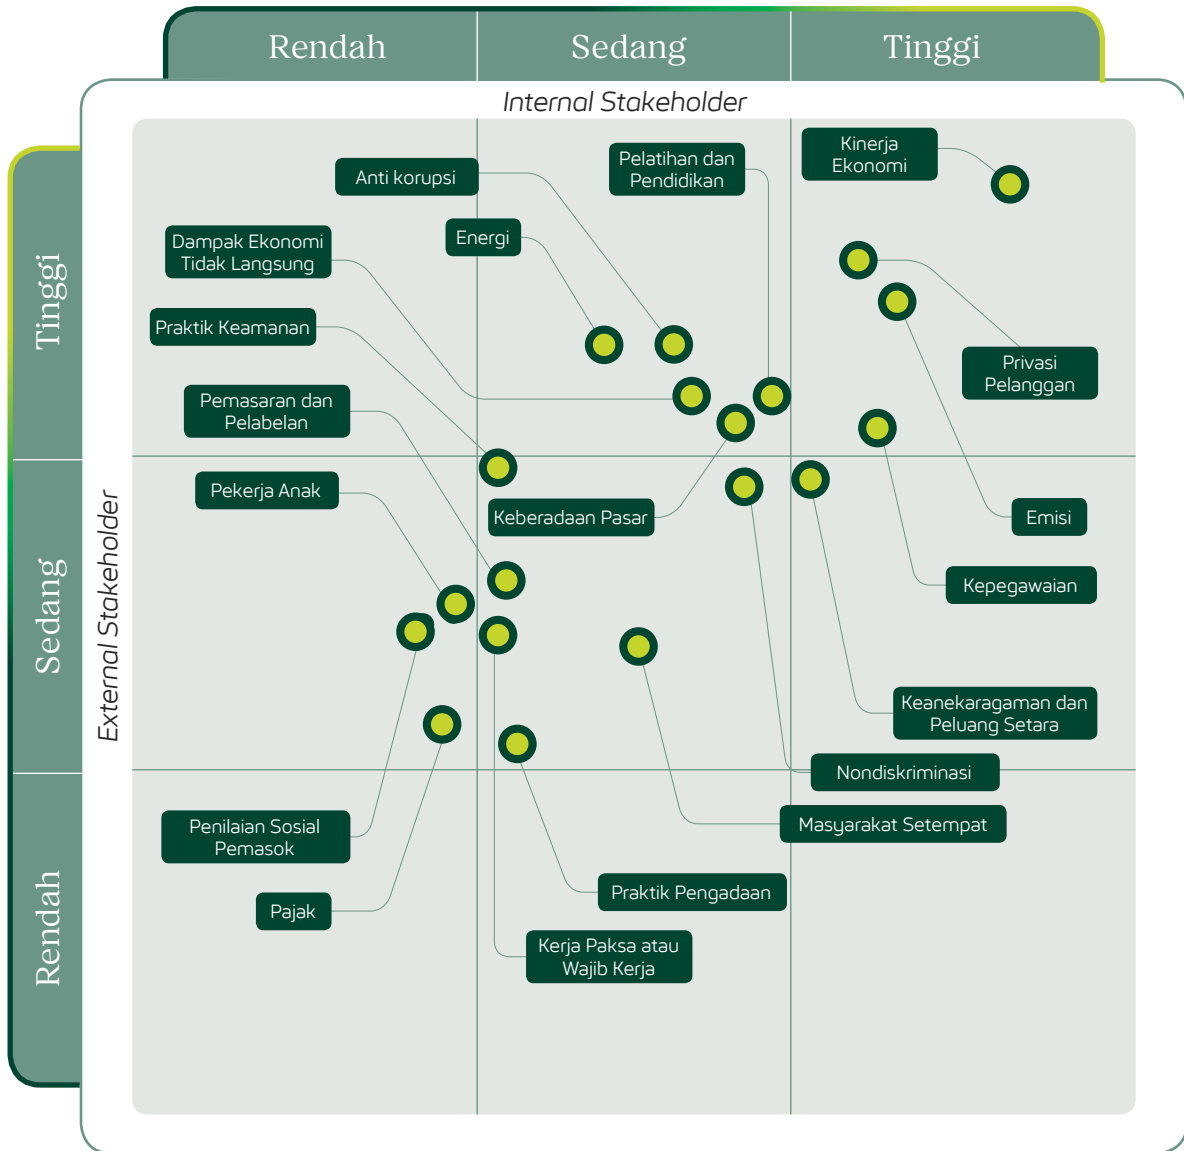 Rendah
Sedang
Tinggi
Internal Stakeholder
Tinggi
Sedang
Rendah
External Stakeholder
Kinerja
Ekonomi
Pelatihan dan
Pendidikan
Anti korupsi
Energi
Dampak Ekonomi
Tidak Langsung
Praktik Keamanan
Privasi
Pelanggan
Pemasaran dan
Pelabelan
Pekerja Anak
Keberadaan Pasar
Emisi
Kepegawaian
Keanekaragaman dan
Peluang Setara
Nondiskriminasi
Penilaian Sosial
Pemasok
Masyarakat Setempat
Praktik Pengadaan
Pajak
Kerja Paksa atau
Wajib Kerja